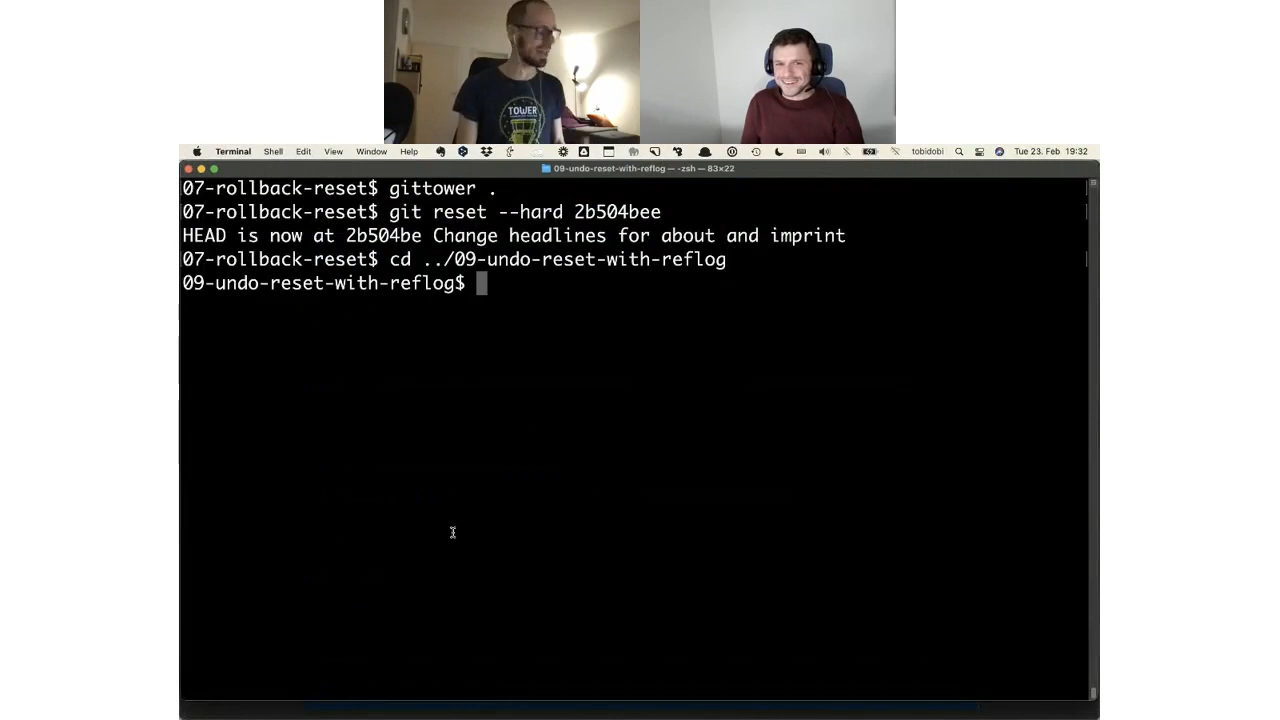 TOWER
Terminal Shell Edit View Window Help tobidobi Tue 23. Feb 19:32
09-undo-reset-with-reflog — -zsh — 83×22
07-rollback-reset$ gittower .
07-rollback-reset$ git reset --hard 2b504bee
HEAD is now at 2b504be Change headlines for about and imprint
07-rollback-reset$ cd ../09-undo-reset-with-reflog
09-undo-reset-with-reflog$